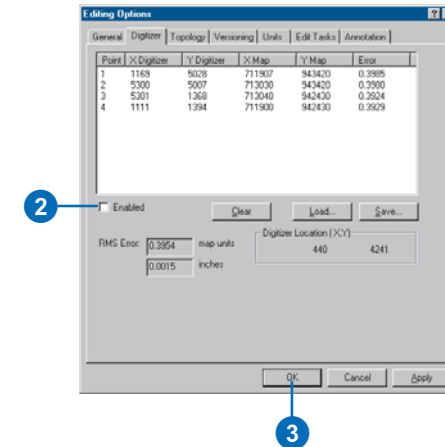 Editing Options
General Digitizer Topology Versioning Units Edit Tasks Annotation
Point X Digitizer Y Digitizer X Map Y Map Error
1 1169 5028 711907 943420 0.3985
2 5300 5007 713030 943420 0.3980
3 5301 1368 713040 942430 0.3924
4 1111 1394 711900 942430 0.3929
2
Enabled
Clear Load... Save...
RMS Error: 0.3954 map units
0.0015 inches
Digitizer Location (X,Y)
440 4241
OK Cancel Apply
3